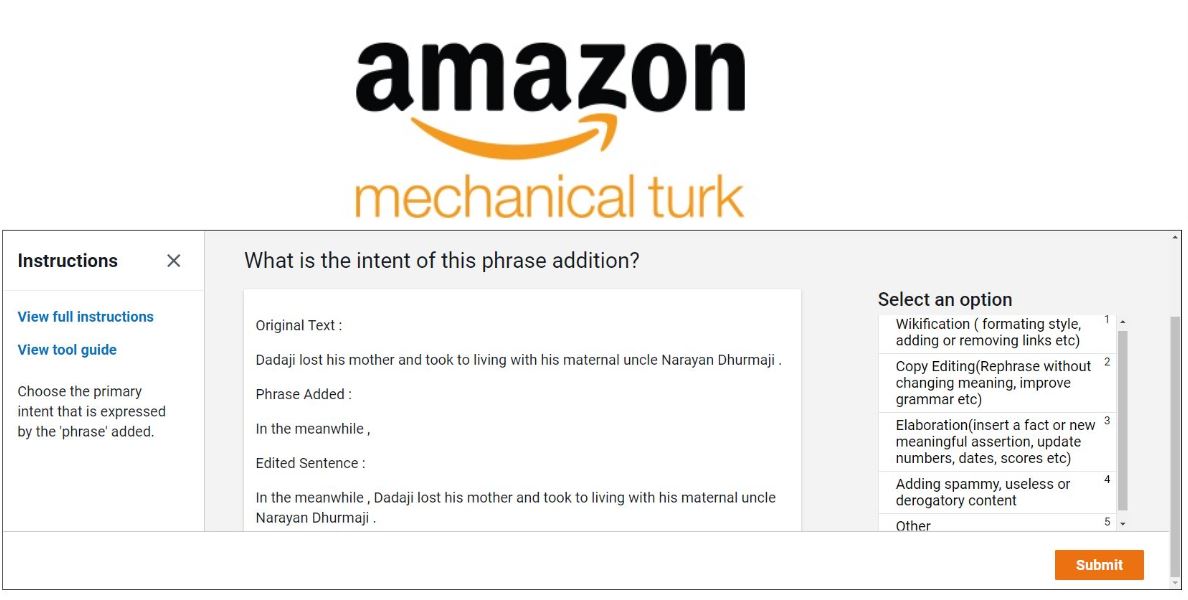 amazon
mechanical turk
Instructions
View full instructions
View tool guide
Choose the primary
intent that is expressed
by the 'phrase' added.
What is the intent of this phrase addition?
Original Text :
Dadaji lost his mother and took to living with his maternal uncle Narayan Dhurmaji .
Phrase Added :
In the meanwhile ,
Edited Sentence :
In the meanwhile , Dadaji lost his mother and took to living with his maternal uncle
Narayan Dhurmaji .
Select an option
Wikification ( formating style, 1
adding or removing links etc)
Copy Editing(Rephrase without 2
changing meaning, improve
grammar etc)
Elaboration(insert a fact or new 3
meaningful assertion, update
numbers, dates, scores etc)
Adding spammy, useless or 4
derogatory content
Other 5
Submit